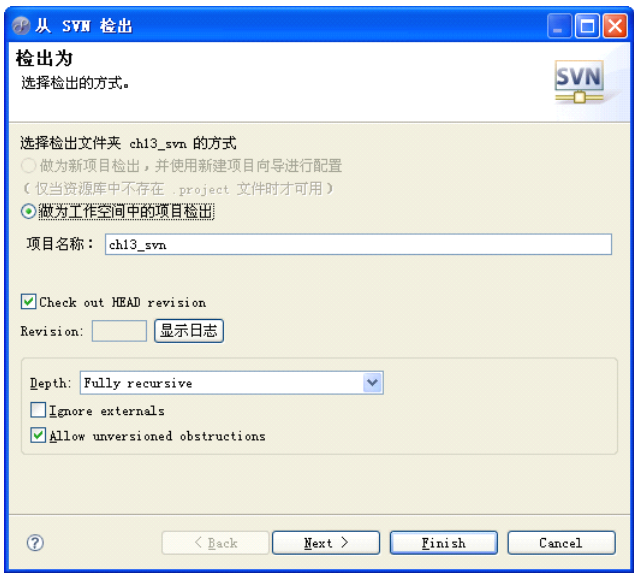 从 SVN 检出
检出为
选择检出的方式。
SVN
选择检出文件夹 ch13_svn 的方式
做为新项目检出，并使用新建项目向导进行配置
(仅当资源库中不存在 .project 文件时才可用)
做为工作空间中的项目检出
项目名称： ch13_svn
Check out HEAD revision
Revision: 显示日志
Depth: Fully recursive
Ignore externals
Allow unversioned obstructions
? < Back Next > Finish Cancel